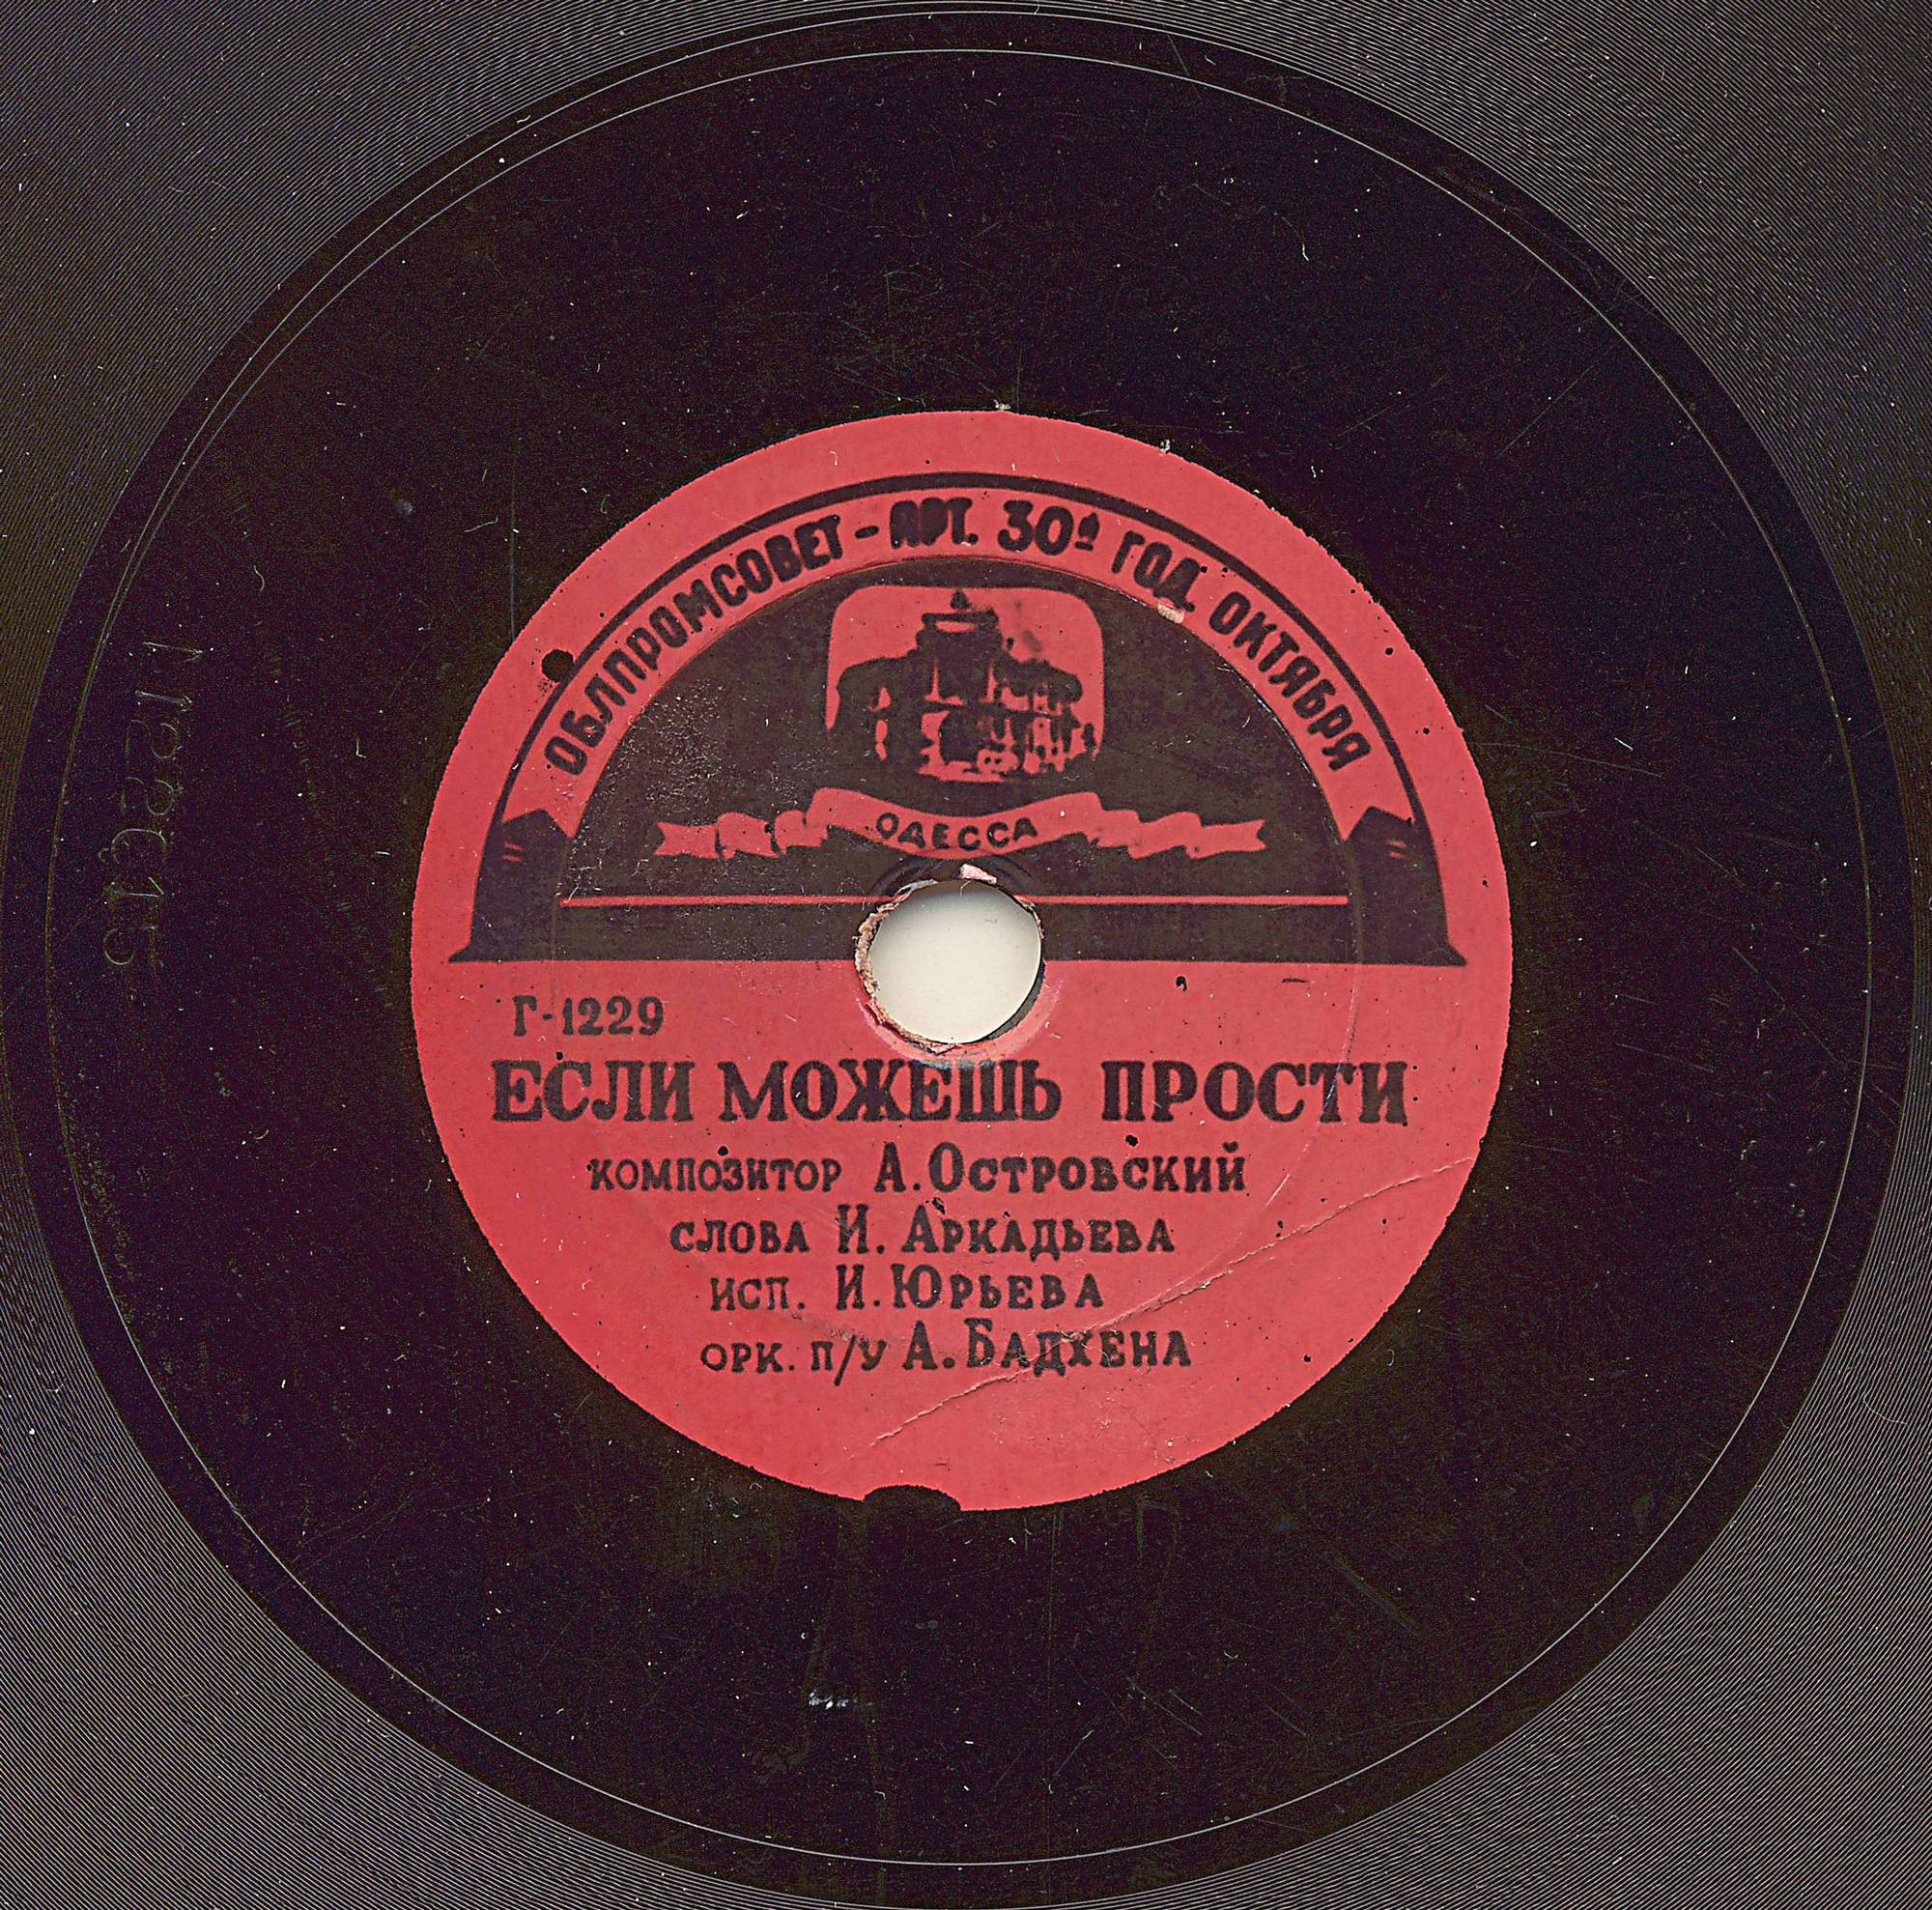 ОБЛПРОМСОВЕТ - АРТ. 30й ГОД. ОКТЯБРЯ
ОДЕССА
Г-1229
ЕСЛИ МОЖЕШЬ ПРОСТИ
КОМПОЗИТОР А. ОСТРОВСКИЙ
СЛОВА И. АРКАДЬЕВА
ИСП. И. ЮРЬЕВА
ОРК. П/У А. БАДХЕНА